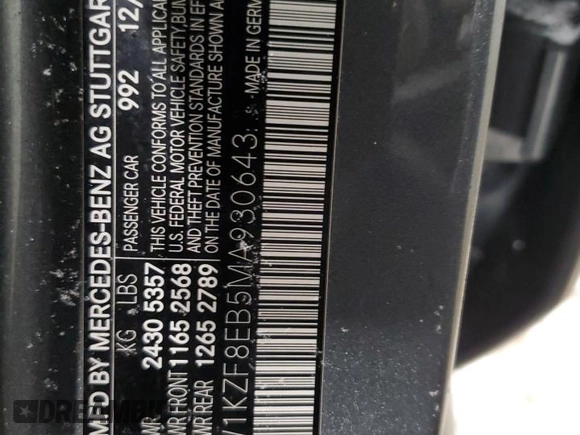 MFD BY MERCEDES-BENZ AG STUTTGAR
992 12/
KG LBS PASSENGER CAR
2430 5357 THIS VEHICLE CONFORMS TO ALL APPLICA
FRONT 1165 2568 U.S. FEDERAL MOTOR VEHICLE SAFETY, BUM
REAR 1265 2789 AND THEFT PREVENTION STANDARDS IN EF
ON THE DATE OF MANUFACTURE SHOWN ABO
1KZF8EB5MA930643 MADE IN GERM